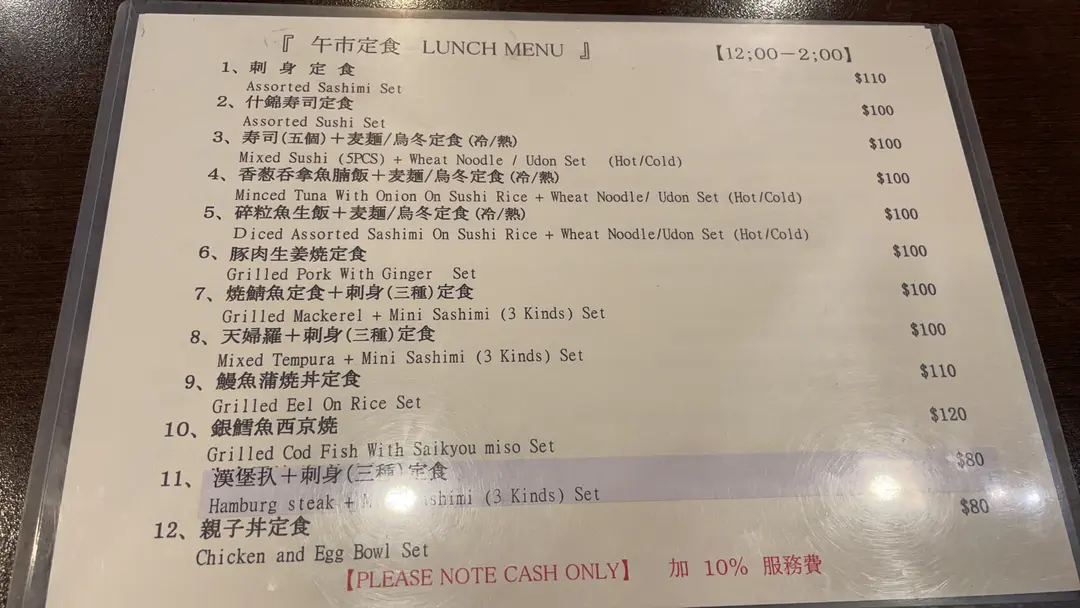 『 午市定食 LUNCH MENU 』 【12;00－2;00】
1、刺 身 定 食 $110
Assorted Sashimi Set
2、什錦寿司定食 $100
Assorted Sushi Set
3、寿司(五個)＋麦麺/烏冬定食(冷/熱) $100
Mixed Sushi (5PCS) + Wheat Noodle / Udon Set (Hot/Cold)
4、香葱吞拿魚腩飯＋麦麺/烏冬定食(冷/熱) $100
Minced Tuna With Onion On Sushi Rice + Wheat Noodle/ Udon Set (Hot/Cold)
5、碎粒魚生飯＋麦麺/烏冬定食(冷/熱) $100
Diced Assorted Sashimi On Sushi Rice + Wheat Noodle/Udon Set (Hot/Cold)
6、豚肉生姜焼定食 $100
Grilled Pork With Ginger Set
7、焼鯖魚定食＋刺身(三種)定食 $100
Grilled Mackerel + Mini Sashimi (3 Kinds) Set
8、天婦羅＋刺身(三種)定食 $100
Mixed Tempura + Mini Sashimi (3 Kinds) Set
9、鰻魚蒲焼丼定食 $110
Grilled Eel On Rice Set
10、銀鱈魚西京焼 $120
Grilled Cod Fish With Saikyou miso Set
11、漢堡扒＋刺身(三種)定食 $80
Hamburg steak + (3 Kinds) Set
12、親子丼定食 $80
Chicken and Egg Bowl Set
【PLEASE NOTE CASH ONLY】 加 10% 服務費